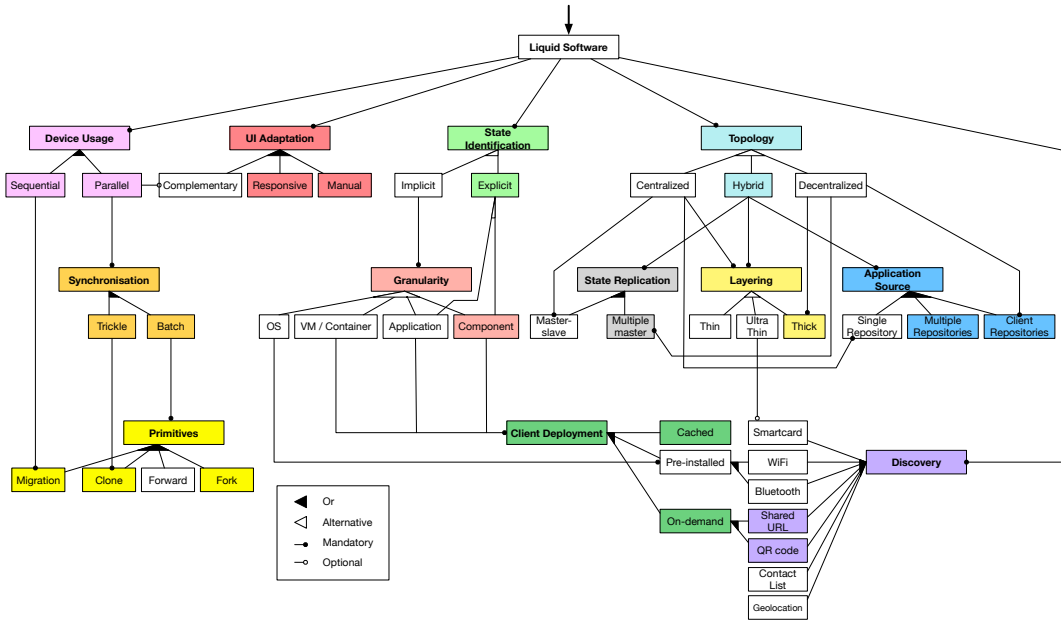 Liquid Software
Device Usage
UI Adaptation
State
Identification
Topology
Sequential
Parallel
Complementary
Responsive
Manual
Implicit
Explicit
Centralized
Hybrid
Decentralized
Synchronisation
Granularity
State Replication
Layering
Application
Source
Trickle
Batch
OS
VM / Container
Application
Component
Master-
slave
Multiple
master
Thin
Ultra
Thin
Thick
Single
Repository
Multiple
Repositories
Client
Repositories
Primitives
Client Deployment
Cached
Smartcard
Migration
Clone
Forward
Fork
Pre-installed
WiFi
Discovery
Bluetooth
On-demand
Shared
URL
QR code
Contact
List
Geolocation
Or
Alternative
Mandatory
Optional